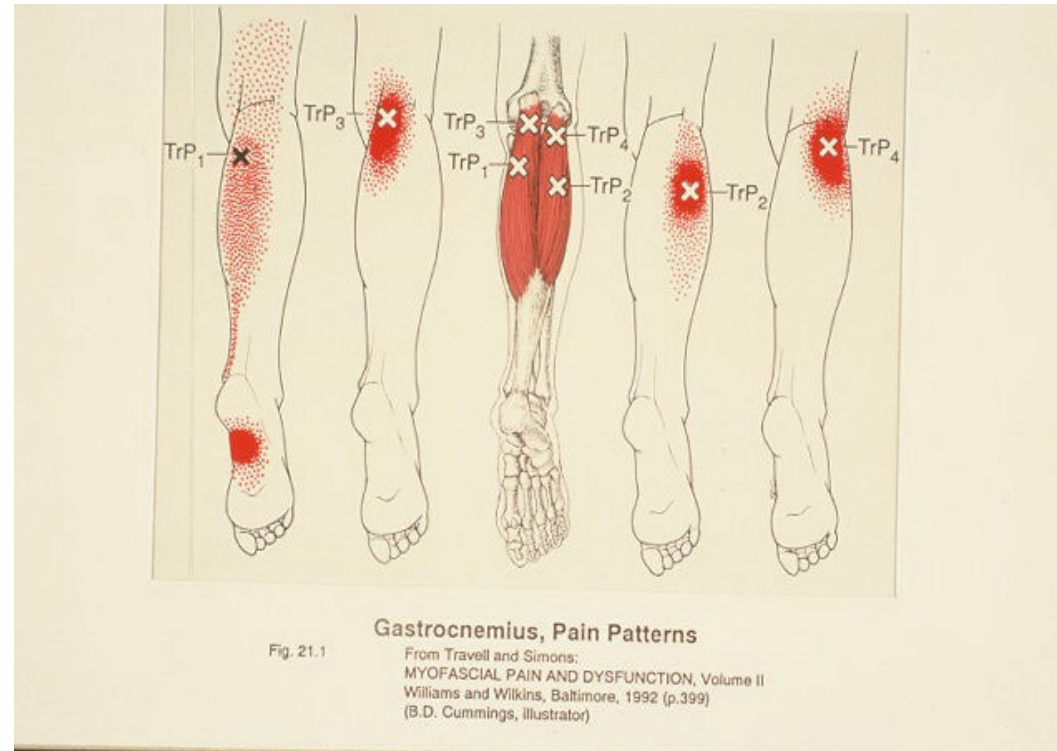 TrP1
TrP3
TrP3
TrP1
TrP4
TrP2
TrP2
TrP4
Gastrocnemius, Pain Patterns
Fig. 21.1
From Travell and Simons:
MYOFASCIAL PAIN AND DYSFUNCTION, Volume II
Williams and Wilkins, Baltimore, 1992 (p.399)
(B.D. Cummings, illustrator)